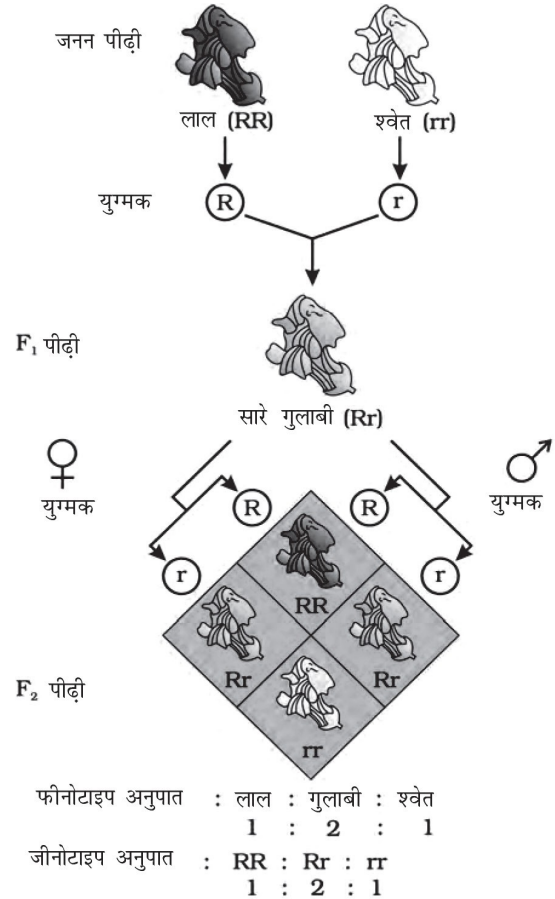 जनन पीढ़ी
लाल (RR) श्वेत (rr)
युग्मक R r
F₁ पीढ़ी
सारे गुलाबी (Rr)
♀ ♂
युग्मक युग्मक
R R
r r
RR
Rr Rr
F₂ पीढ़ी
rr
फीनोटाइप अनुपात : लाल : गुलाबी : श्वेत
1 : 2 : 1
जीनोटाइप अनुपात : RR : Rr : rr
1 : 2 : 1